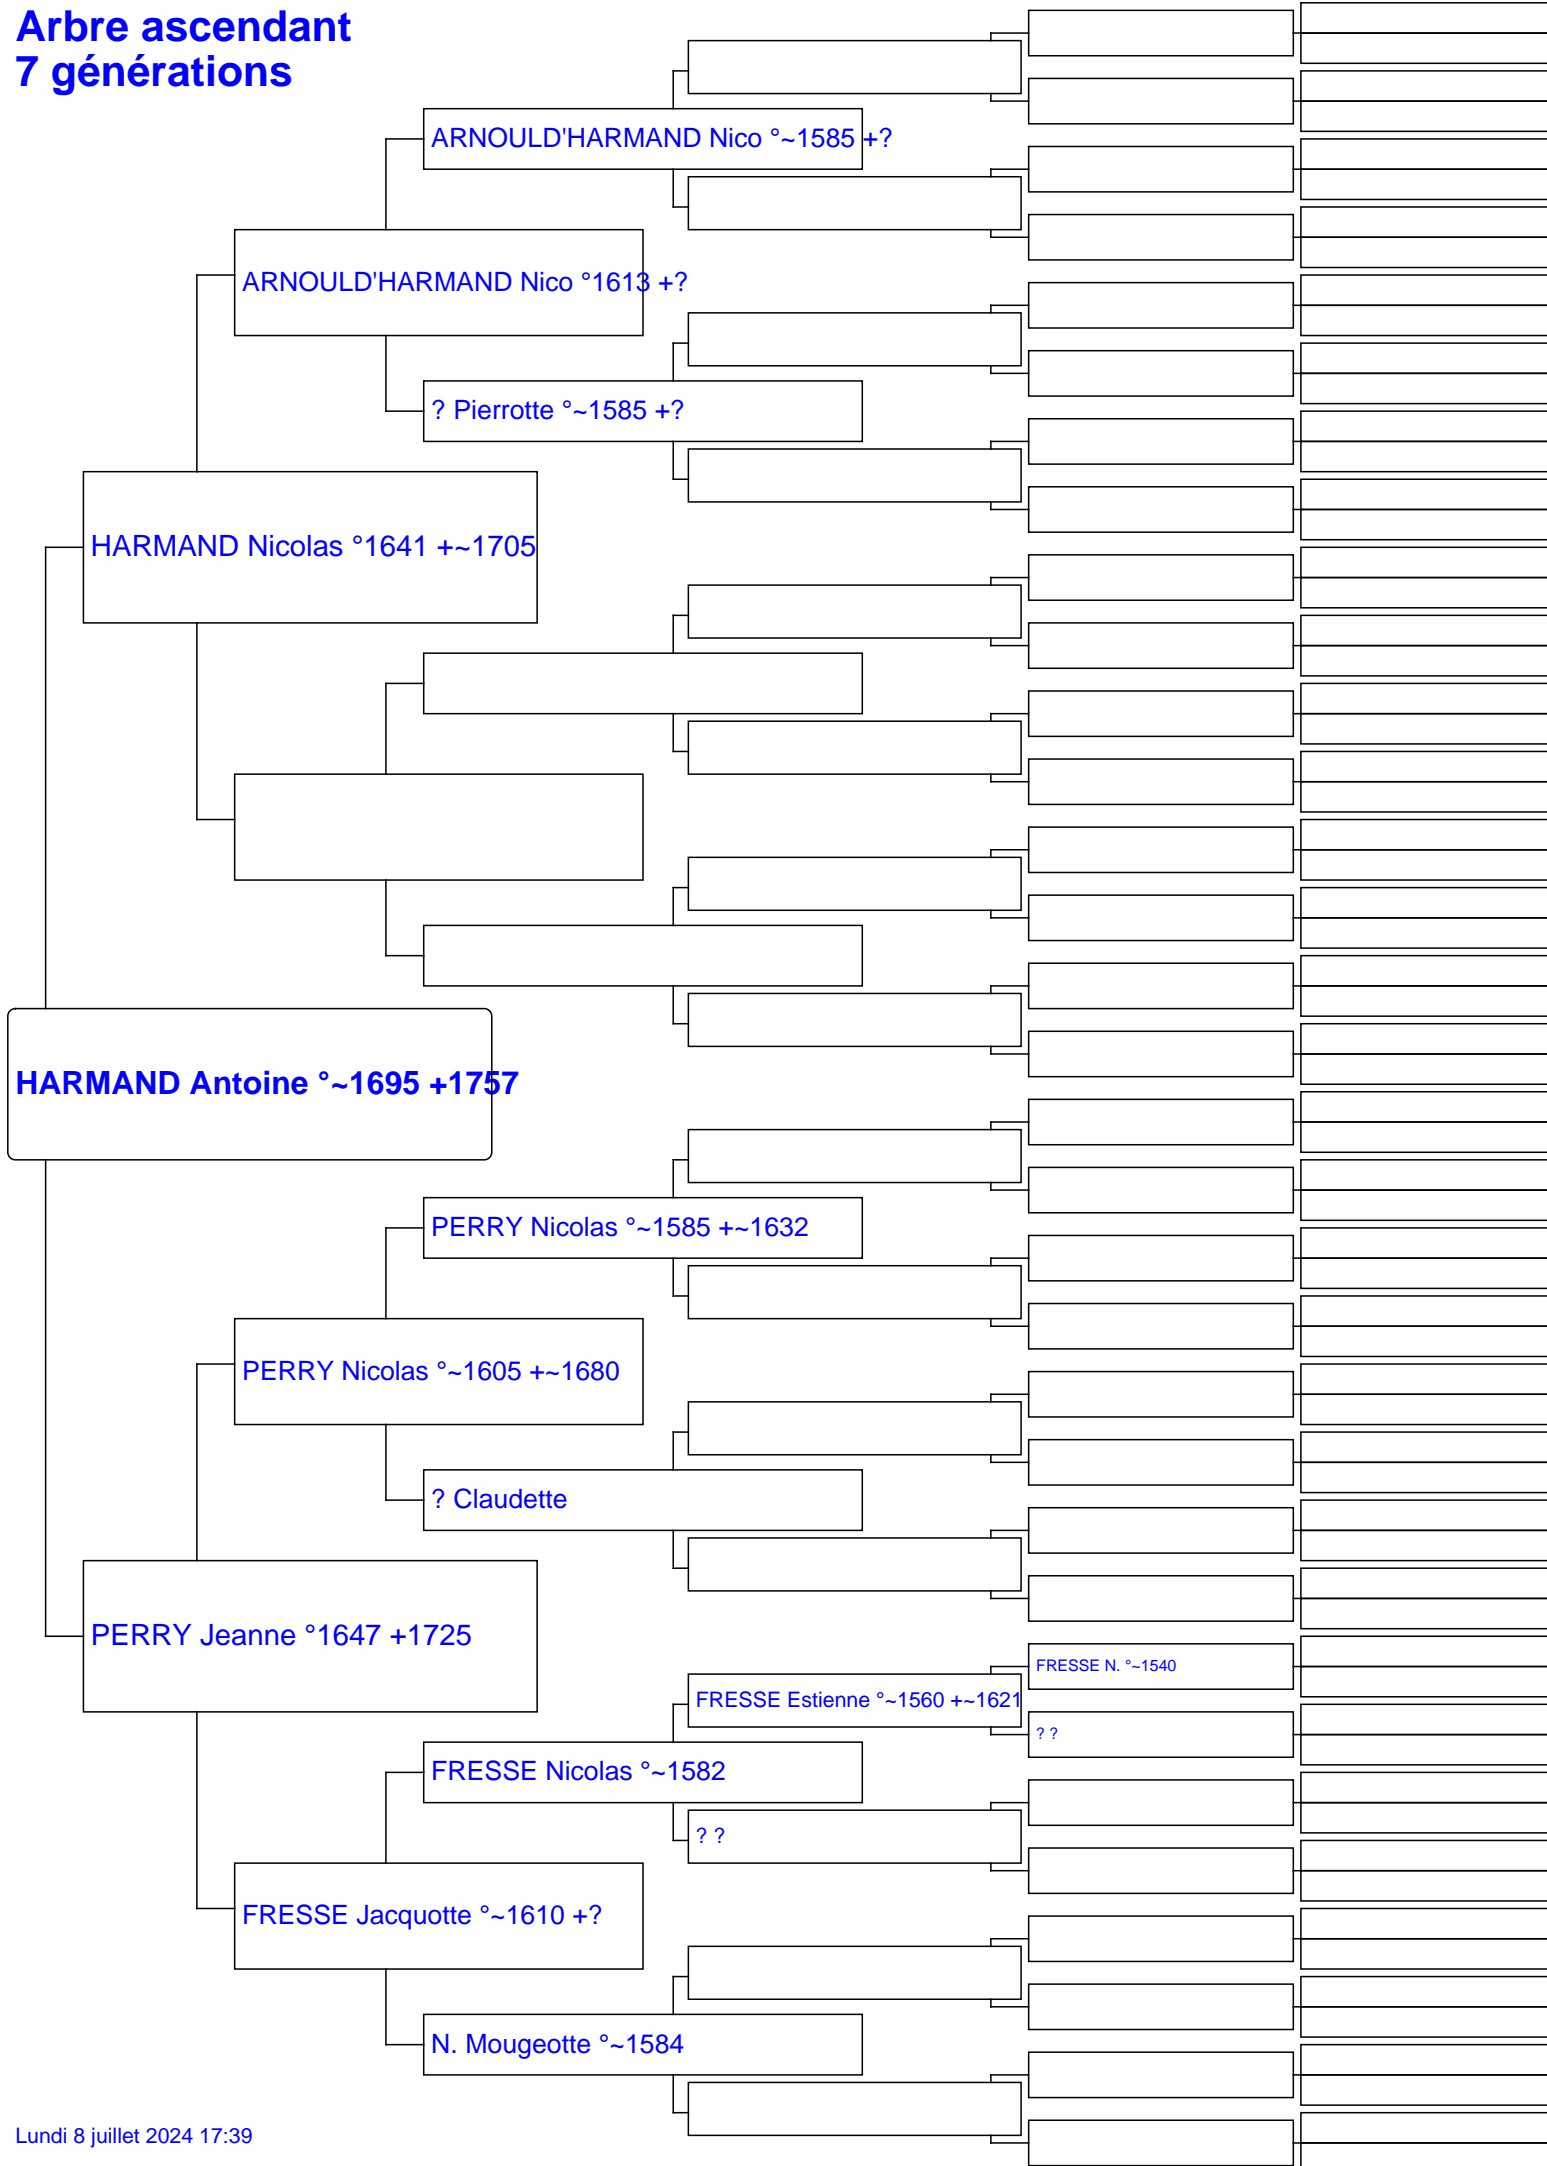 Arbre ascendant
7 générations
ARNOULD'HARMAND Nico °~1585 +?
ARNOULD'HARMAND Nico °1613 +?
? Pierrotte °~1585 +?
HARMAND Nicolas °1641 +~1705
HARMAND Antoine °~1695 +1757
PERRY Nicolas °~1585 +~1632
PERRY Nicolas °~1605 +~1680
? Claudette
PERRY Jeanne °1647 +1725
FRESSE N. °~1540
FRESSE Estienne °~1560 +~1621
? ?
FRESSE Nicolas °~1582
? ?
FRESSE Jacquotte °~1610 +?
N. Mougeotte °~1584
Lundi 8 juillet 2024 17:39